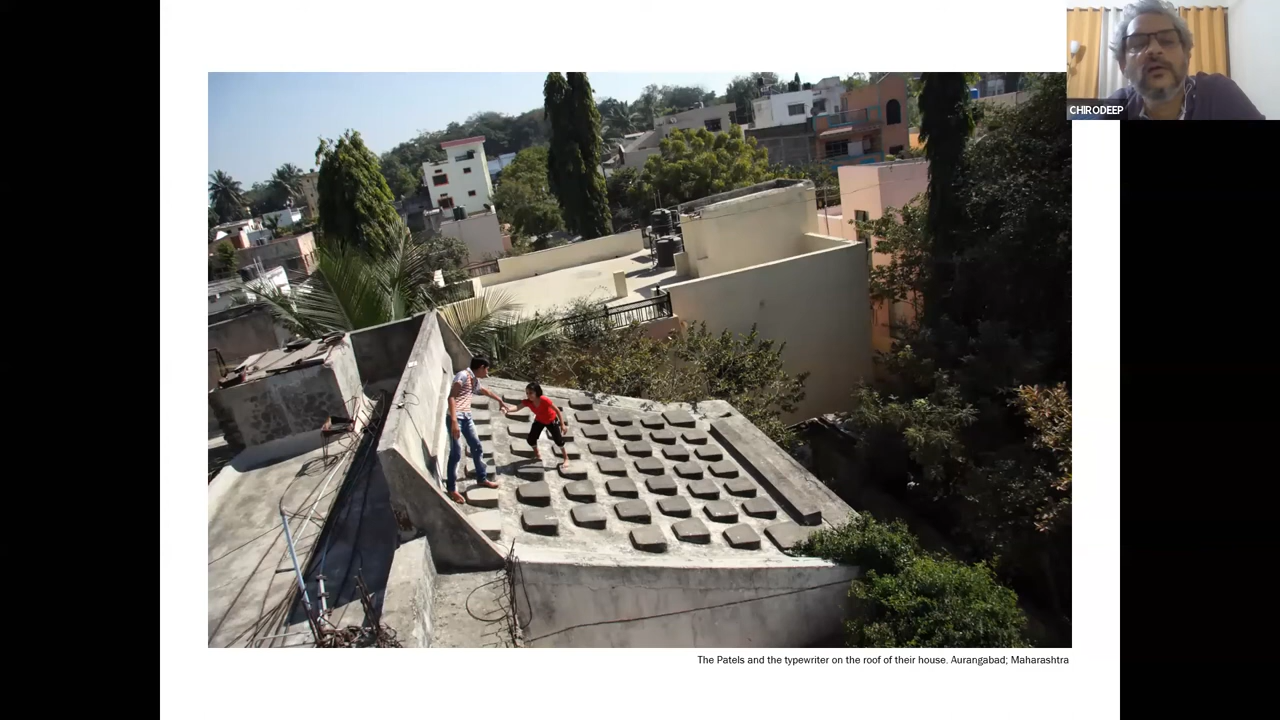 CHIRODEEP
The Patels and the typewriter on the roof of their house. Aurangabad; Maharashtra